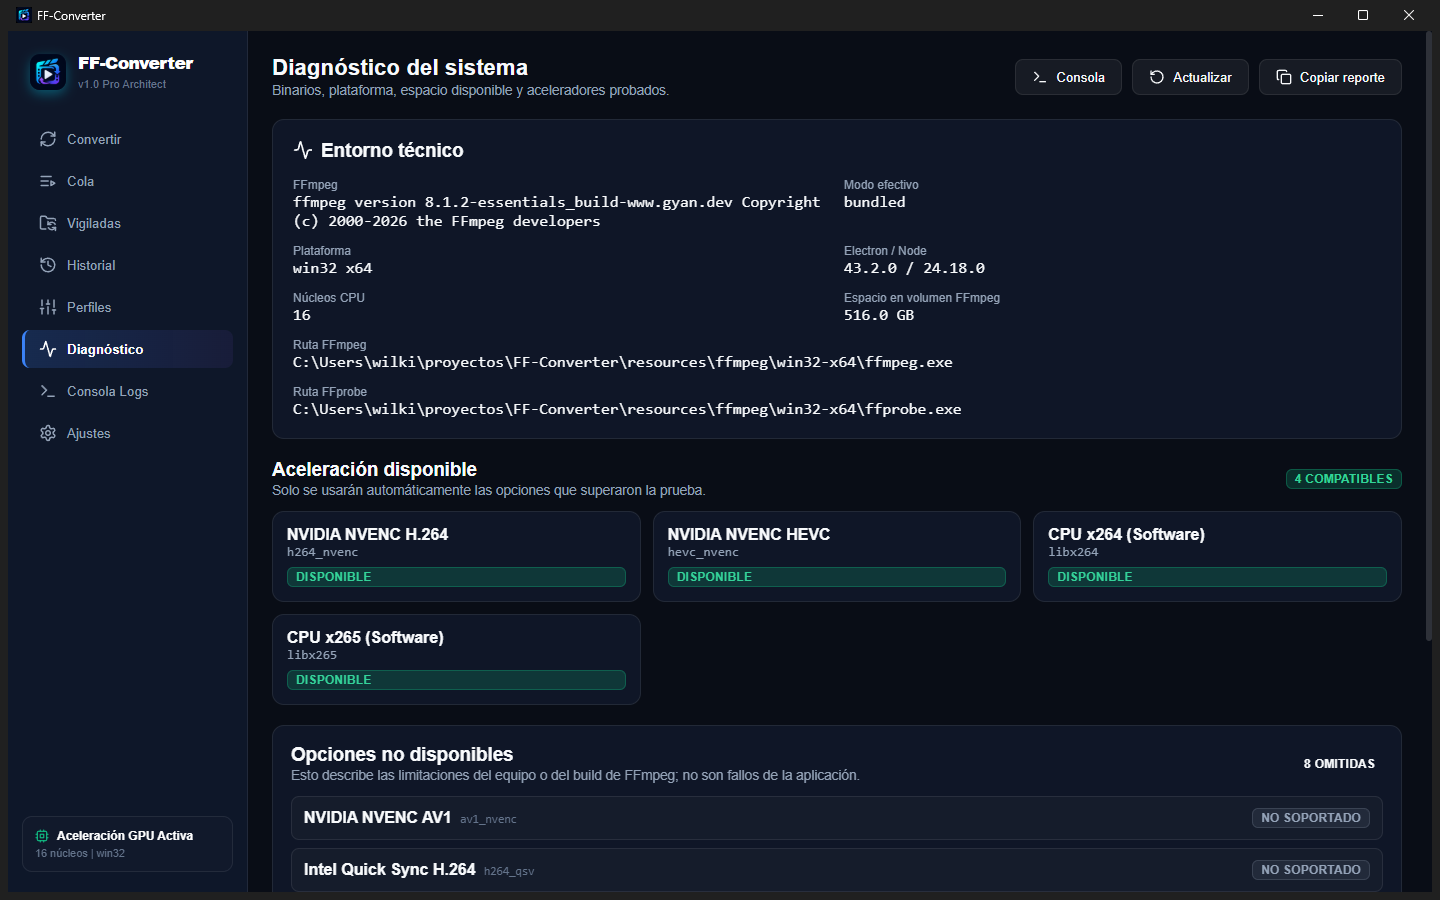 FF-Converter
FF-Converter
v1.0 Pro Architect
Convertir
Cola
Vigiladas
Historial
Perfiles
Diagnóstico
Consola Logs
Ajustes
Aceleración GPU Activa
16 núcleos | win32
Diagnóstico del sistema
Binarios, plataforma, espacio disponible y aceleradores probados.
Consola
Actualizar
Copiar reporte
Entorno técnico
FFmpeg
ffmpeg version 8.1.2-essentials_build-www.gyan.dev Copyright
(c) 2000-2026 the FFmpeg developers
Modo efectivo
bundled
Plataforma
win32 x64
Electron / Node
43.2.0 / 24.18.0
Núcleos CPU
16
Espacio en volumen FFmpeg
516.0 GB
Ruta FFmpeg
C:\Users\wilki\proyectos\FF-Converter\resources\ffmpeg\win32-x64\ffmpeg.exe
Ruta FFprobe
C:\Users\wilki\proyectos\FF-Converter\resources\ffmpeg\win32-x64\ffprobe.exe
Aceleración disponible
Solo se usarán automáticamente las opciones que superaron la prueba.
4 COMPATIBLES
NVIDIA NVENC H.264
h264_nvenc
DISPONIBLE
NVIDIA NVENC HEVC
hevc_nvenc
DISPONIBLE
CPU x264 (Software)
libx264
DISPONIBLE
CPU x265 (Software)
libx265
DISPONIBLE
Opciones no disponibles
Esto describe las limitaciones del equipo o del build de FFmpeg; no son fallos de la aplicación.
8 OMITIDAS
NVIDIA NVENC AV1 av1_nvenc
NO SOPORTADO
Intel Quick Sync H.264 h264_qsv
NO SOPORTADO